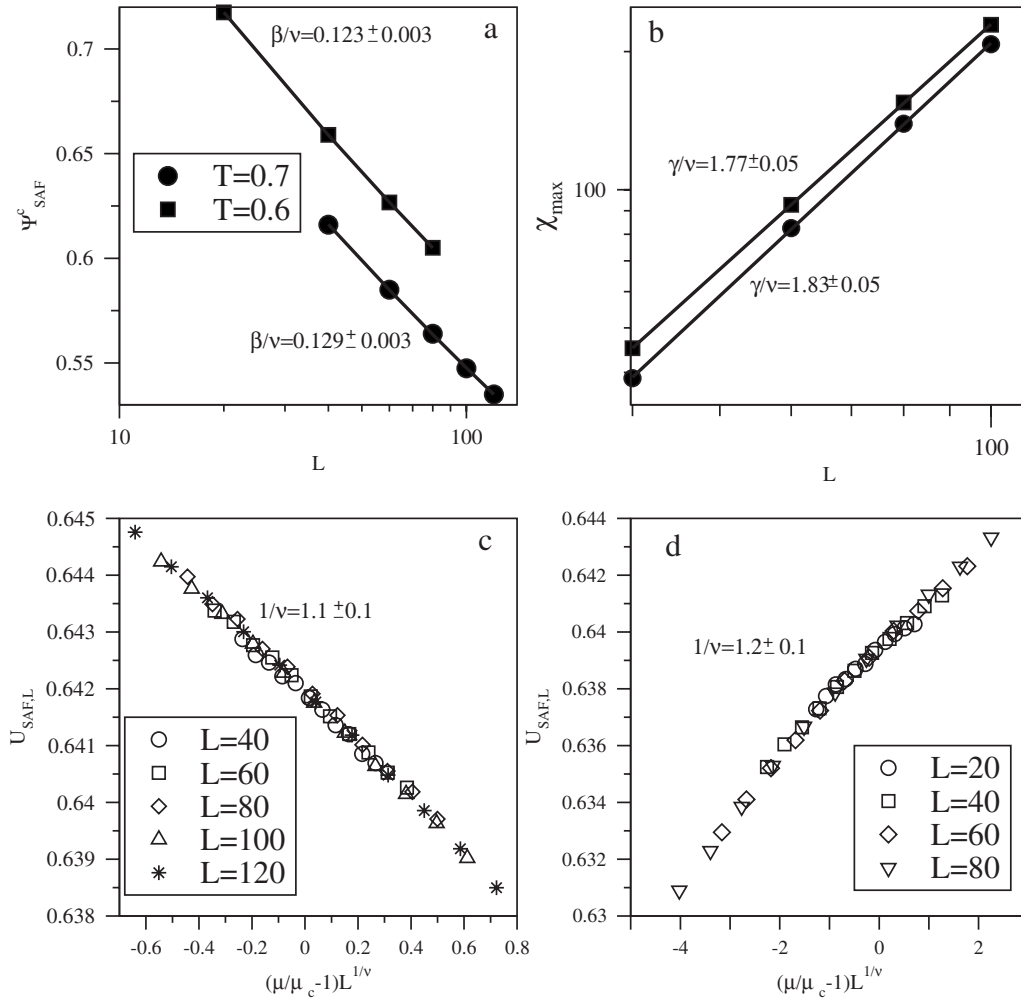 a
β/ν=0.123±0.003
0.7
0.65
0.6
0.55
Ψ^c_SAF
T=0.7
T=0.6
β/ν=0.129±0.003
10
100
L
b
γ/ν=1.77±0.05
100
χ_max
γ/ν=1.83±0.05
100
L
c
0.645
0.644
0.643
0.642
0.641
0.64
0.639
0.638
U_SAF,L
1/ν=1.1±0.1
L=40
L=60
L=80
L=100
L=120
-0.6
-0.4
-0.2
0
0.2
0.4
0.6
0.8
(μ/μ_c-1)L^1/ν
d
0.644
0.642
0.64
0.638
0.636
0.634
0.632
0.63
U_SAF,L
1/ν=1.2±0.1
L=20
L=40
L=60
L=80
-4
-2
0
2
(μ/μ_c-1)L^1/ν